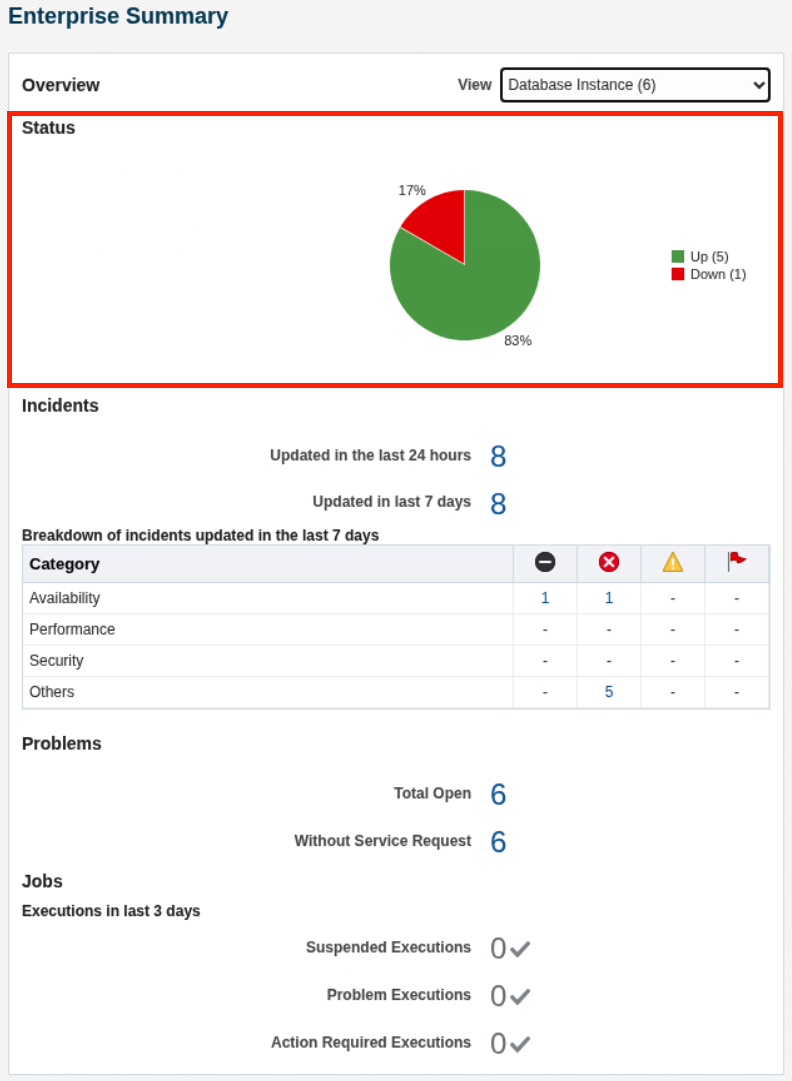 Enterprise Summary
Overview
View Database Instance (6)
Status
17%
Up (5)
Down (1)
83%
Incidents
Updated in the last 24 hours 8
Updated in last 7 days 8
Breakdown of incidents updated in the last 7 days
Category
Availability 1 1 - -
Performance - - - -
Security - - - -
Others - 5 - -
Problems
Total Open 6
Without Service Request 6
Jobs
Executions in last 3 days
Suspended Executions 0
Problem Executions 0
Action Required Executions 0